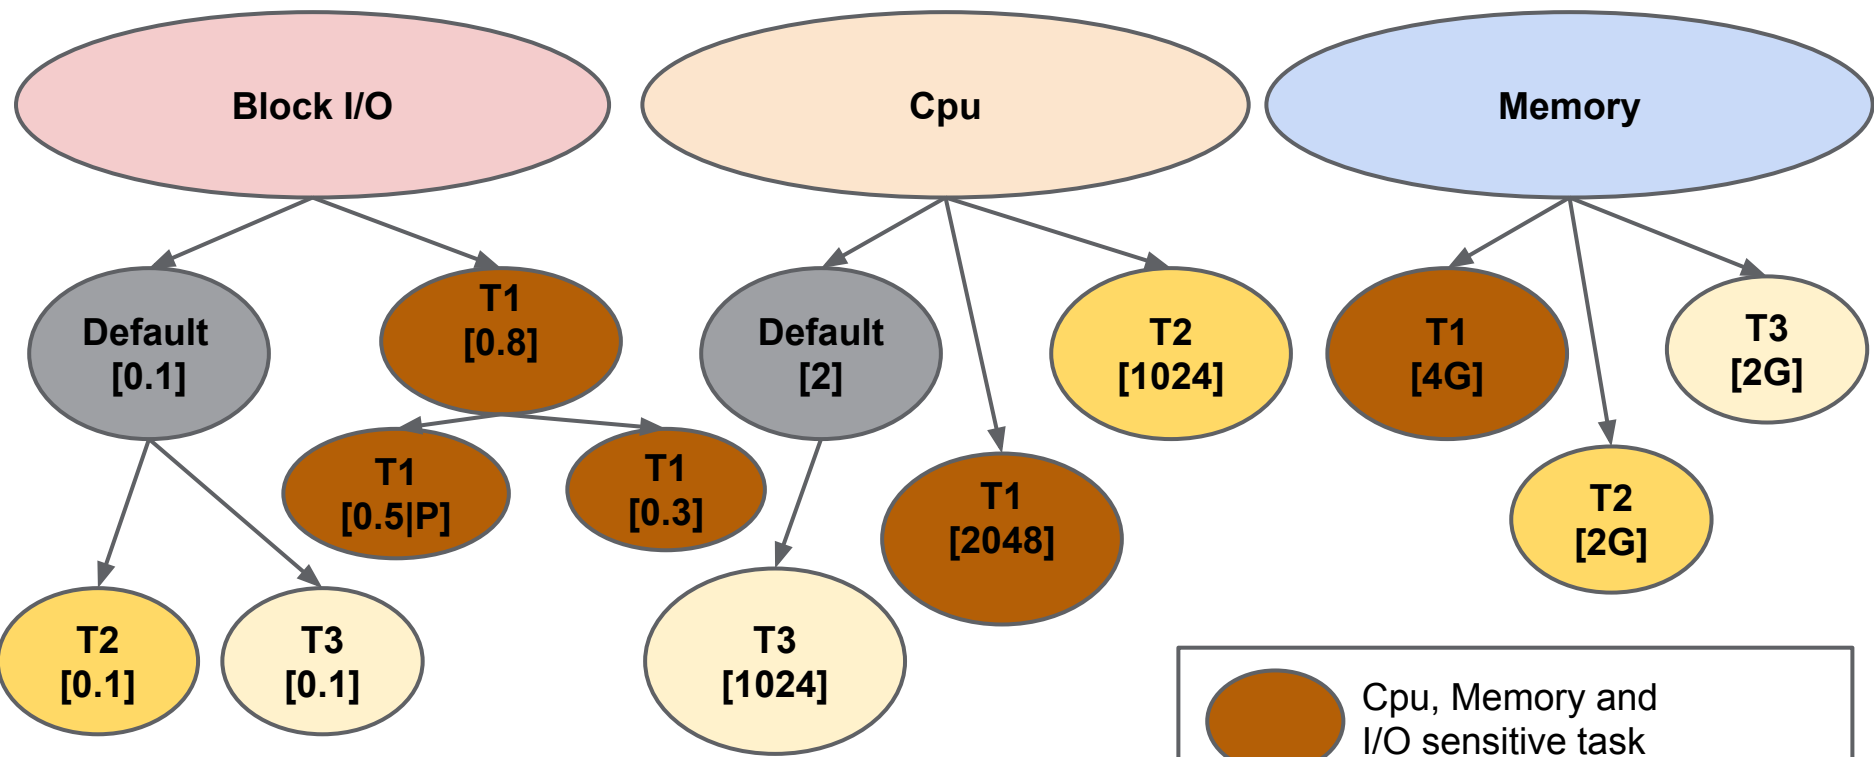 Block I/O
Cpu
Memory
Default
[0.1]
T1
[0.8]
Default
[2]
T2
[1024]
T1
[4G]
T3
[2G]
T1
[0.5|P]
T1
[0.3]
T1
[2048]
T2
[2G]
T2
[0.1]
T3
[0.1]
T3
[1024]
Cpu, Memory and
I/O sensitive task